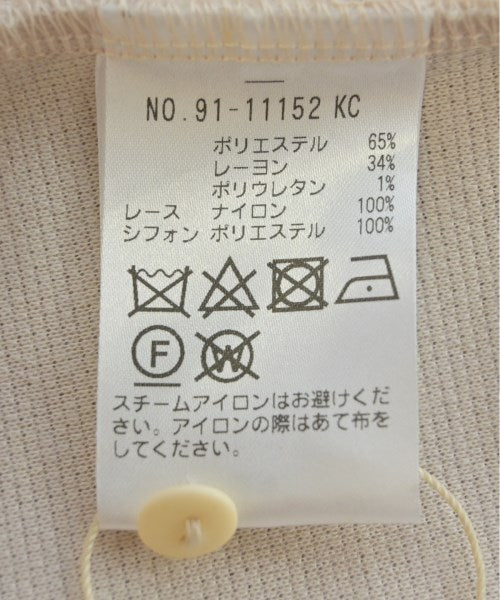 NO.91-11152 KC
ポリエステル 65%
レーヨン 34%
ポリウレタン 1%
レース ナイロン 100%
シフォン ポリエステル 100%
F W
スチームアイロンはお避けくだ
さい。アイロンの際はあて布を
してください。